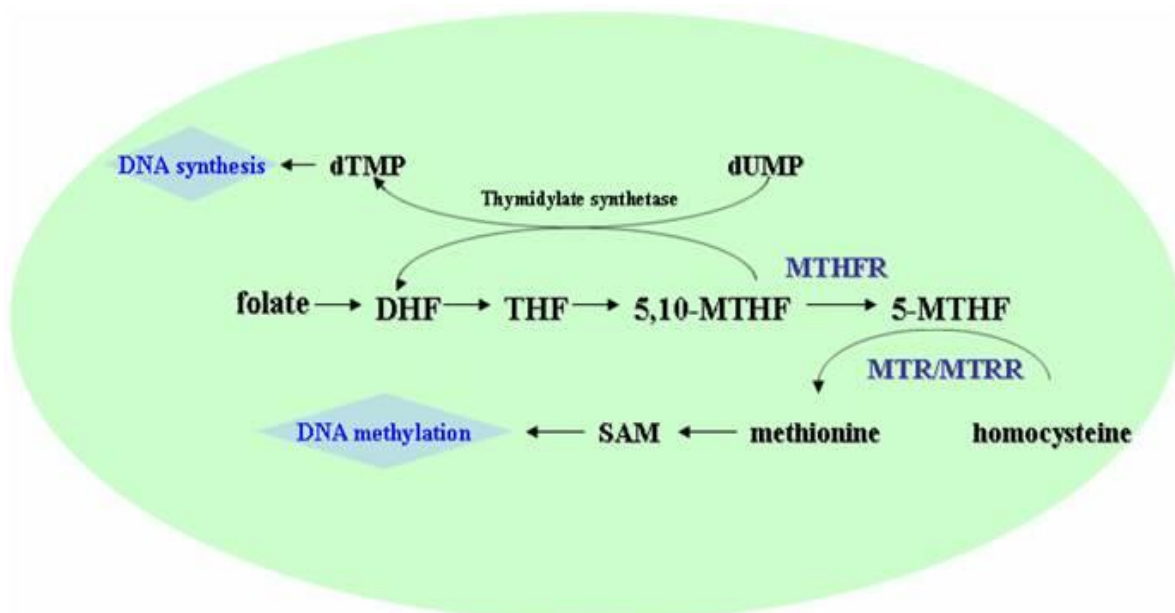 DNA synthesis
dTMP
dUMP
Thymidylate synthetase
MTHFR
folate
DHF
THF
5,10-MTHF
5-MTHF
MTR/MTRR
DNA methylation
SAM
methionine
homocysteine